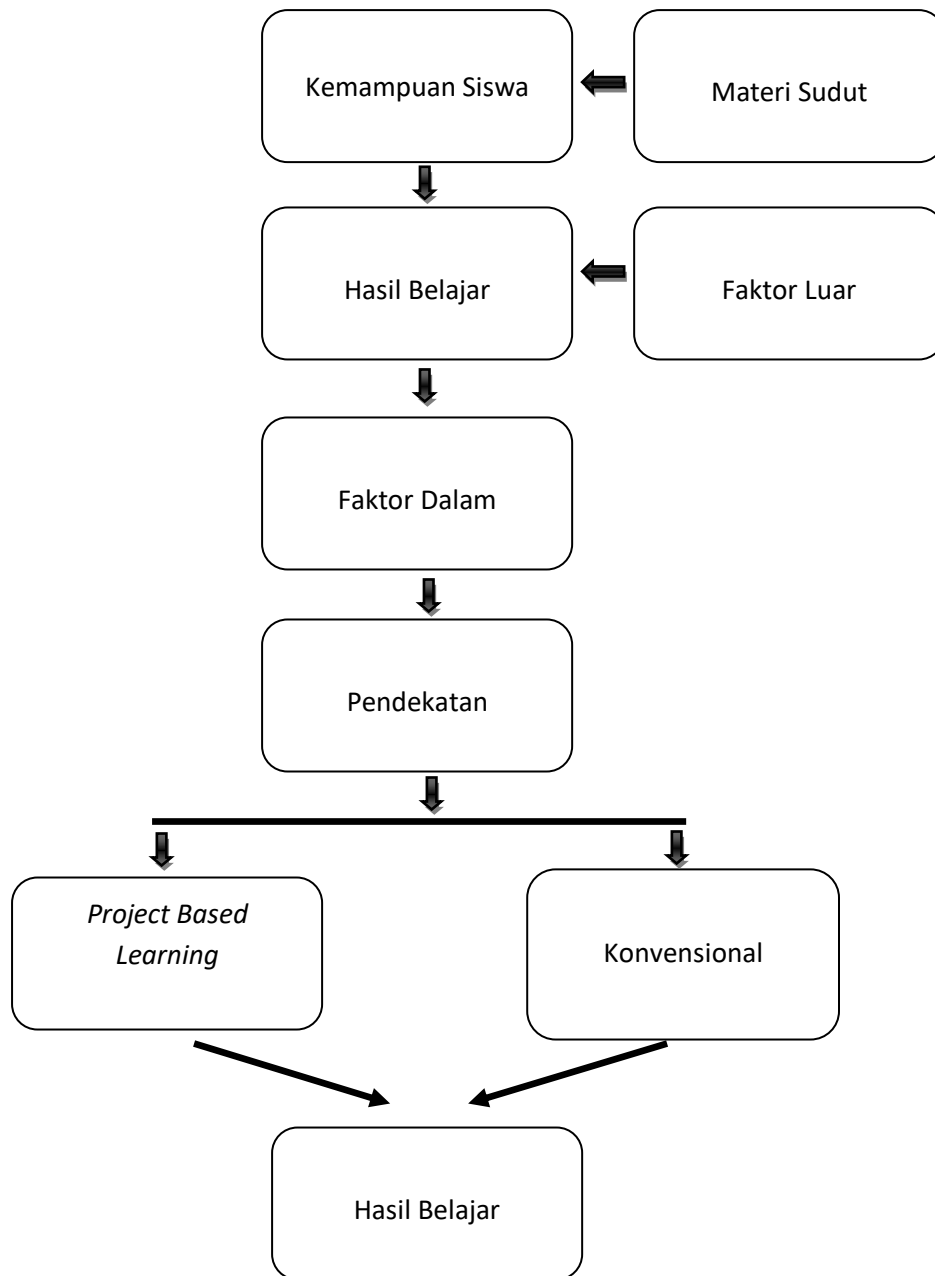 Kemampuan Siswa
Materi Sudut
Hasil Belajar
Faktor Luar
Faktor Dalam
Pendekatan
Project Based
Learning
Konvensional
Hasil Belajar